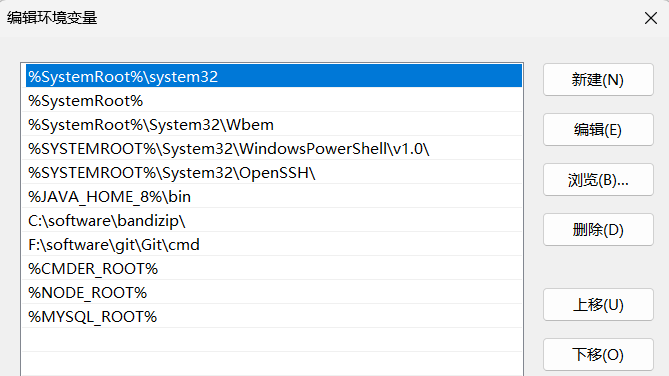 编辑环境变量
%SystemRoot%\system32
%SystemRoot%
%SystemRoot%\System32\Wbem
%SYSTEMROOT%\System32\WindowsPowerShell\v1.0\
%SYSTEMROOT%\System32\OpenSSH\
%JAVA_HOME_8%\bin
C:\software\bandizip\
F:\software\git\Git\cmd
%CMDER_ROOT%
%NODE_ROOT%
%MYSQL_ROOT%
新建(N)
编辑(E)
浏览(B)...
删除(D)
上移(U)
下移(O)